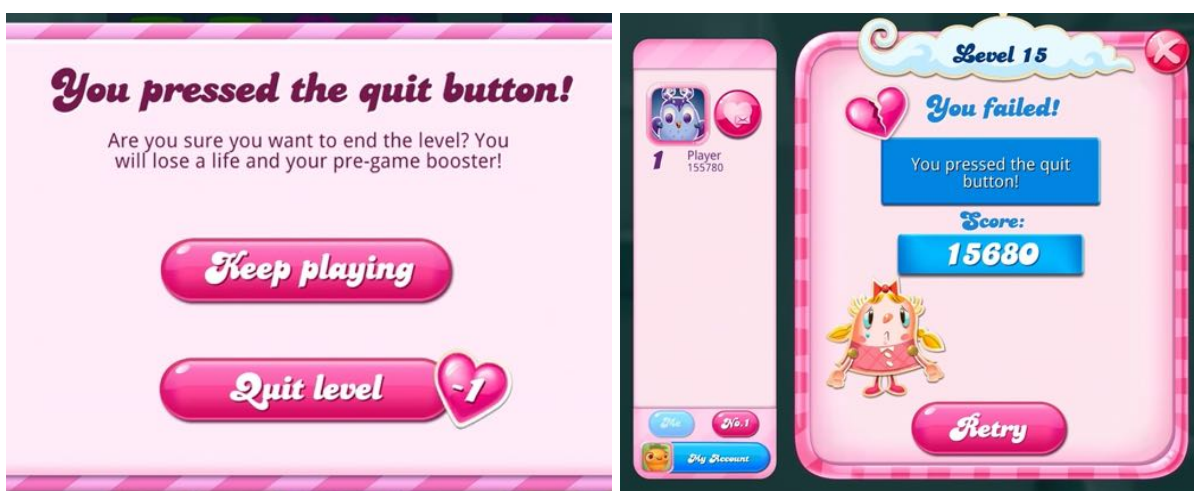 You pressed the quit button!
Are you sure you want to end the level? You
will lose a life and your pre-game booster!
Keep playing
Quit level
-1
1
Player
155780
Me
No.1
My Account
Level 15
You failed!
You pressed the quit
button!
Score:
15680
Retry